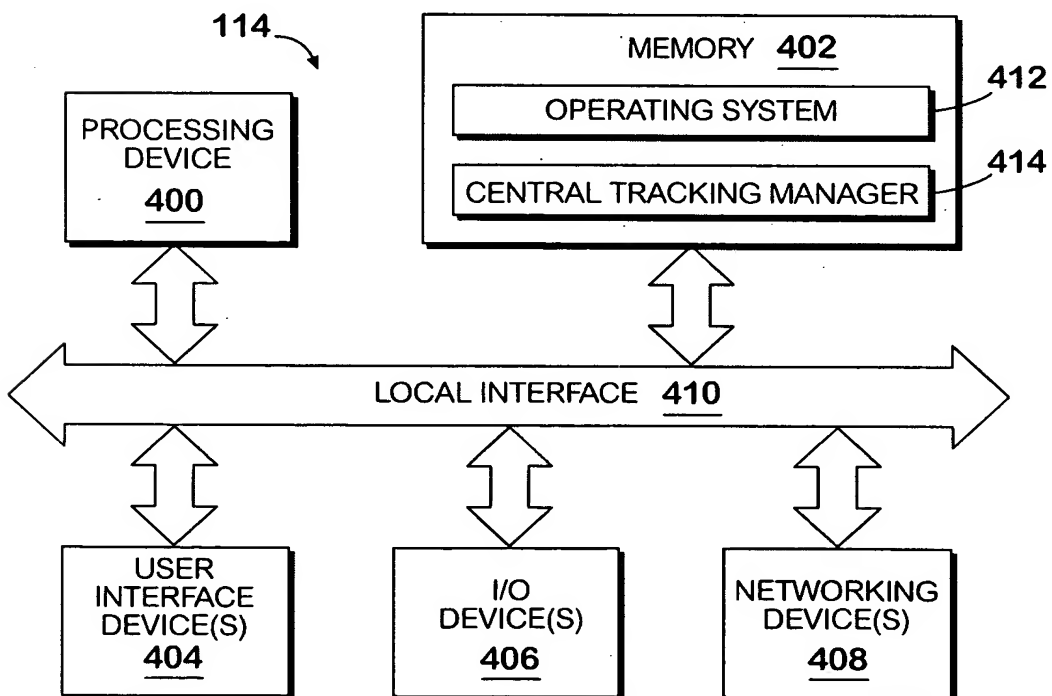 114
PROCESSING
DEVICE
400
MEMORY 402
OPERATING SYSTEM
412
CENTRAL TRACKING MANAGER
414
LOCAL INTERFACE 410
USER
INTERFACE
DEVICE(S)
404
I/O
DEVICE(S)
406
NETWORKING
DEVICE(S)
408